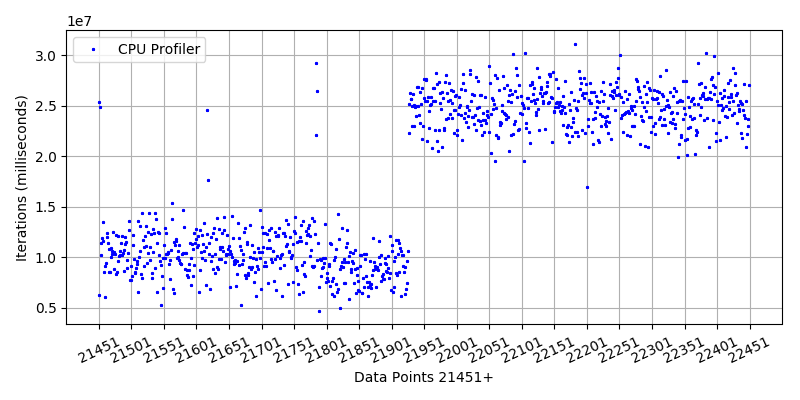 1e7
CPU Profiler
3.0
2.5
2.0
1.5
1.0
0.5
Iterations (milliseconds)
21451 21501 21551 21601 21651 21701 21751 21801 21851 21901 21951 22001 22051 22101 22151 22201 22251 22301 22351 22401 22451
Data Points 21451+